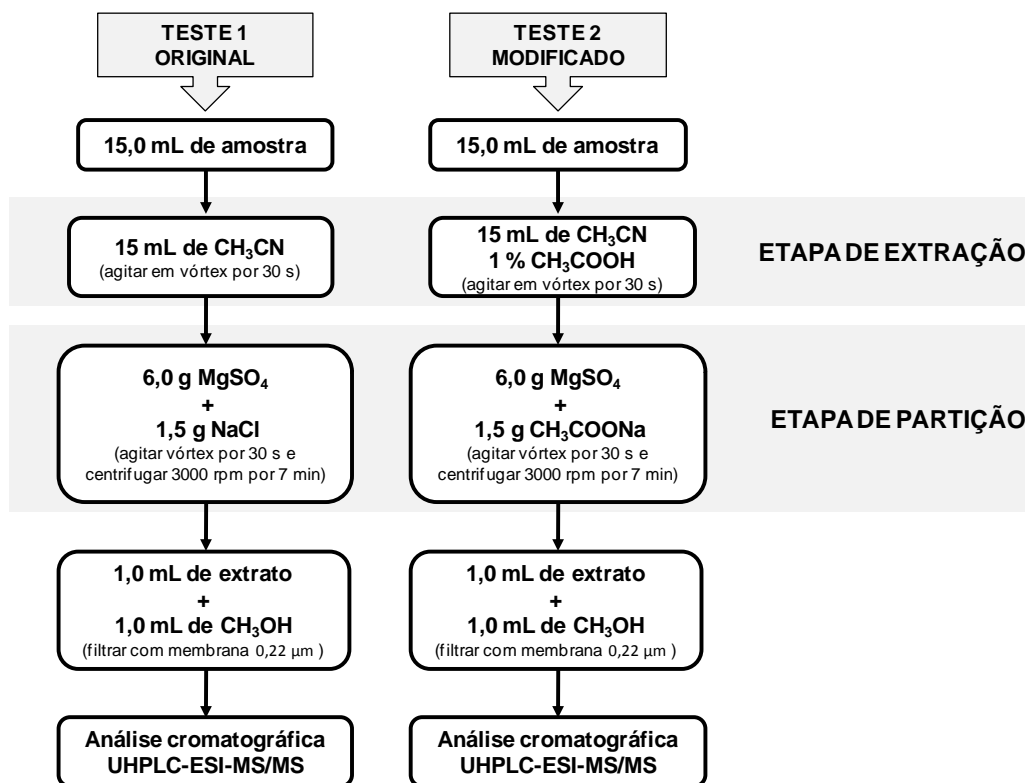 TESTE 1
ORIGINAL
15,0 mL de amostra
15 mL de CH₃CN
(agitar em vórtex por 30 s)
6,0 g MgSO₄
+
1,5 g NaCl
(agitar vórtex por 30 s e
centrifugar 3000 rpm por 7 min)
1,0 mL de extrato
+
1,0 mL de CH₃OH
(filtrar com membrana 0,22 µm )
Análise cromatográfica
UHPLC-ESI-MS/MS
TESTE 2
MODIFICADO
15,0 mL de amostra
15 mL de CH₃CN
1 % CH₃COOH
(agitar em vórtex por 30 s)
6,0 g MgSO₄
+
1,5 g CH₃COONa
(agitar vórtex por 30 s e
centrifugar 3000 rpm por 7 min)
1,0 mL de extrato
+
1,0 mL de CH₃OH
(filtrar com membrana 0,22 µm )
Análise cromatográfica
UHPLC-ESI-MS/MS
ETAPA DE EXTRAÇÃO
ETAPA DE PARTIÇÃO